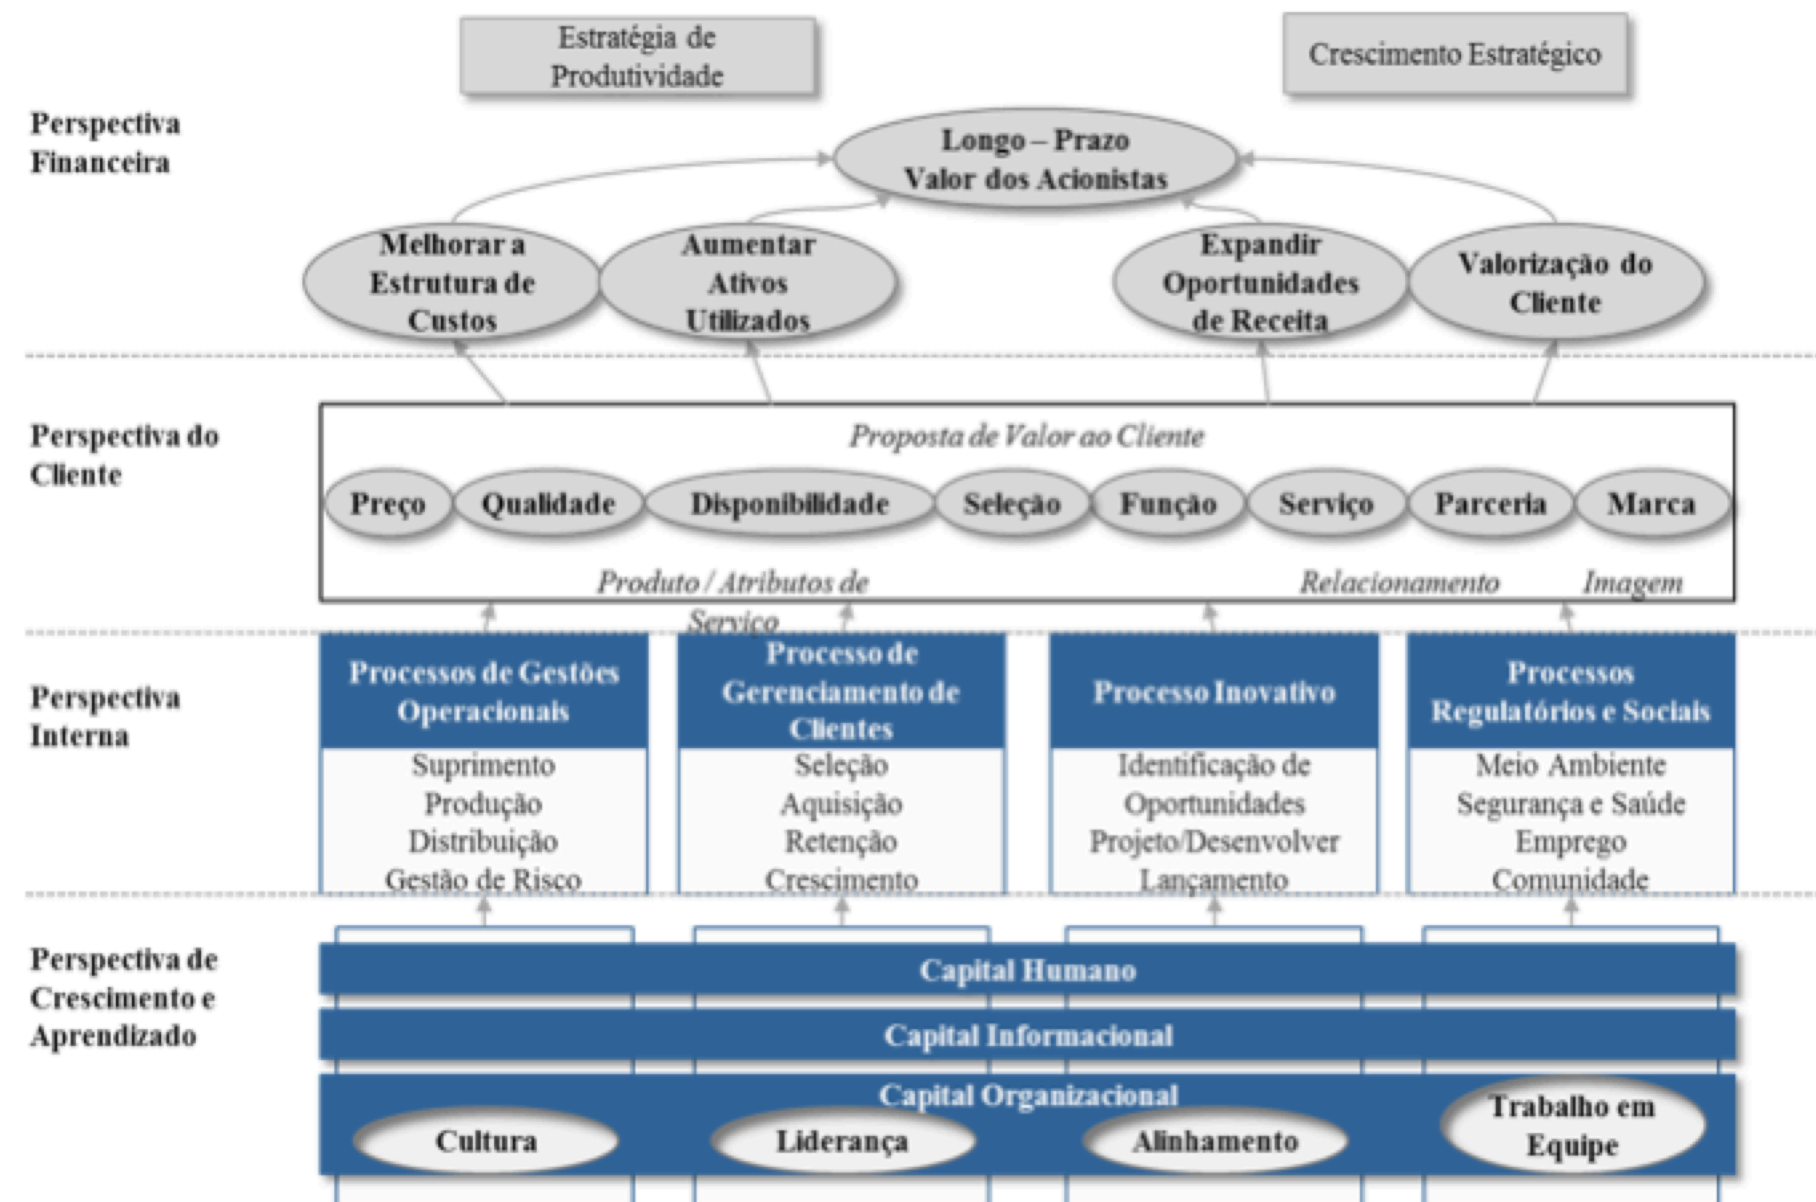 Estratégia de
Produtividade
Crescimento Estratégico
Perspectiva
Financeira
Longo – Prazo
Valor dos Acionistas
Melhorar a
Estrutura de
Custos
Aumentar
Ativos
Utilizados
Expandir
Oportunidades
de Receita
Valorização do
Cliente
Perspectiva do
Cliente
Proposta de Valor ao Cliente
Preço
Qualidade
Disponibilidade
Seleção
Função
Serviço
Parceria
Marca
Produto / Atributos de
Serviço
Relacionamento
Imagem
Perspectiva
Interna
Processos de Gestões
Operacionais
Suprimento
Produção
Distribuição
Gestão de Risco
Processo de
Gerenciamento de
Clientes
Seleção
Aquisição
Retenção
Crescimento
Processo Inovativo
Identificação de
Oportunidades
Projeto/Desenvolver
Lançamento
Processos
Regulatórios e Sociais
Meio Ambiente
Segurança e Saúde
Emprego
Comunidade
Perspectiva de
Crescimento e
Aprendizado
Capital Humano
Capital Informacional
Capital Organizacional
Cultura
Liderança
Alinhamento
Trabalho em
Equipe